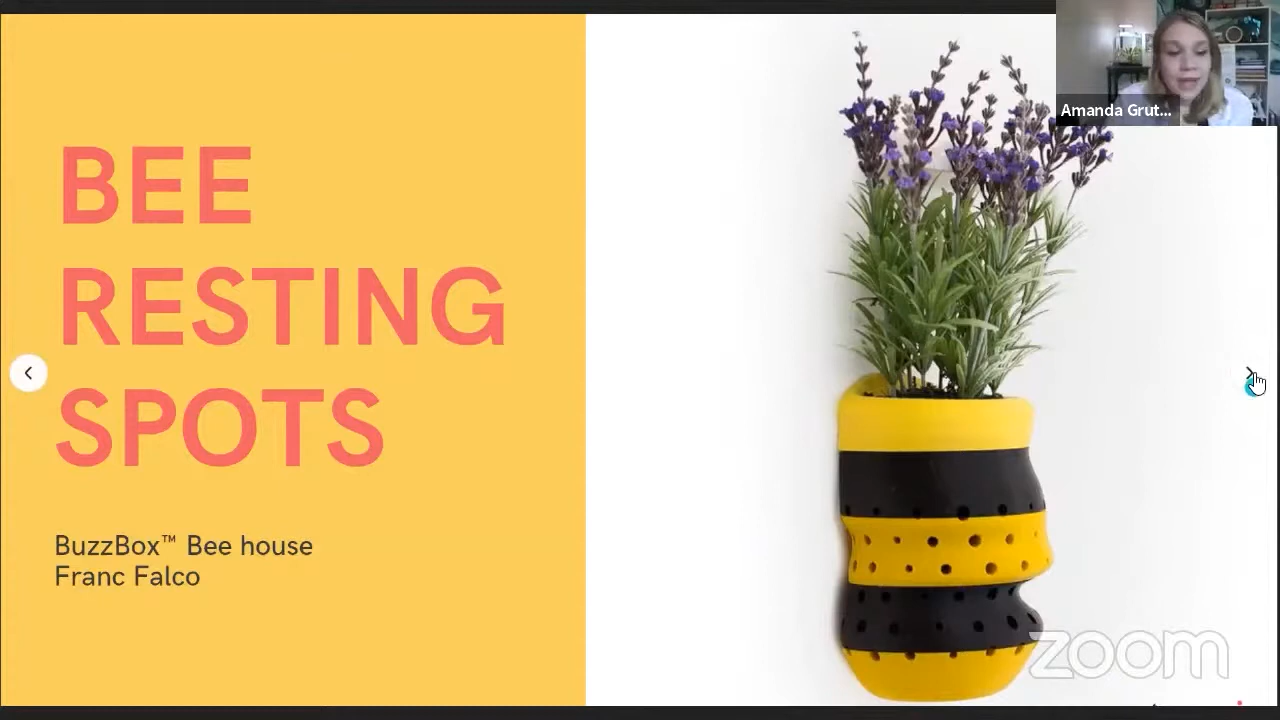 Amanda Grut...
BEE
RESTING
SPOTS
BuzzBox™ Bee house
Franc Falco
zoom